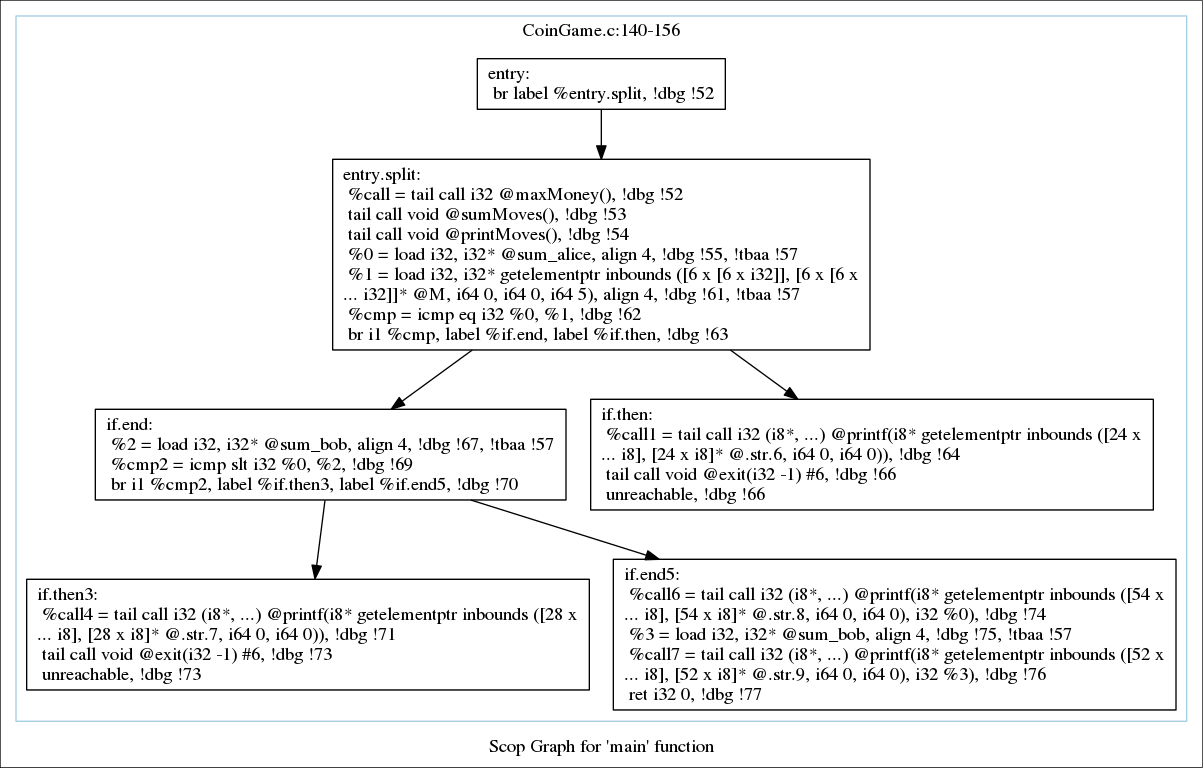 CoinGame.c:140-156
entry:
br label %entry.split, !dbg !52
entry.split:
%call = tail call i32 @maxMoney(), !dbg !52
tail call void @sumMoves(), !dbg !53
tail call void @printMoves(), !dbg !54
%0 = load i32, i32* @sum_alice, align 4, !dbg !55, !tbaa !57
%1 = load i32, i32* getelementptr inbounds ([6 x [6 x i32]], [6 x [6 x
... i32]]* @M, i64 0, i64 0, i64 5), align 4, !dbg !61, !tbaa !57
%cmp = icmp eq i32 %0, %1, !dbg !62
br i1 %cmp, label %if.end, label %if.then, !dbg !63
if.end:
%2 = load i32, i32* @sum_bob, align 4, !dbg !67, !tbaa !57
%cmp2 = icmp slt i32 %0, %2, !dbg !69
br i1 %cmp2, label %if.then3, label %if.end5, !dbg !70
if.then:
%call1 = tail call i32 (i8*, ...) @printf(i8* getelementptr inbounds ([24 x
... i8], [24 x i8]* @.str.6, i64 0, i64 0)), !dbg !64
tail call void @exit(i32 -1) #6, !dbg !66
unreachable, !dbg !66
if.then3:
%call4 = tail call i32 (i8*, ...) @printf(i8* getelementptr inbounds ([28 x
... i8], [28 x i8]* @.str.7, i64 0, i64 0)), !dbg !71
tail call void @exit(i32 -1) #6, !dbg !73
unreachable, !dbg !73
if.end5:
%call6 = tail call i32 (i8*, ...) @printf(i8* getelementptr inbounds ([54 x
... i8], [54 x i8]* @.str.8, i64 0, i64 0), i32 %0), !dbg !74
%3 = load i32, i32* @sum_bob, align 4, !dbg !75, !tbaa !57
%call7 = tail call i32 (i8*, ...) @printf(i8* getelementptr inbounds ([52 x
... i8], [52 x i8]* @.str.9, i64 0, i64 0), i32 %3), !dbg !76
ret i32 0, !dbg !77
Scop Graph for 'main' function